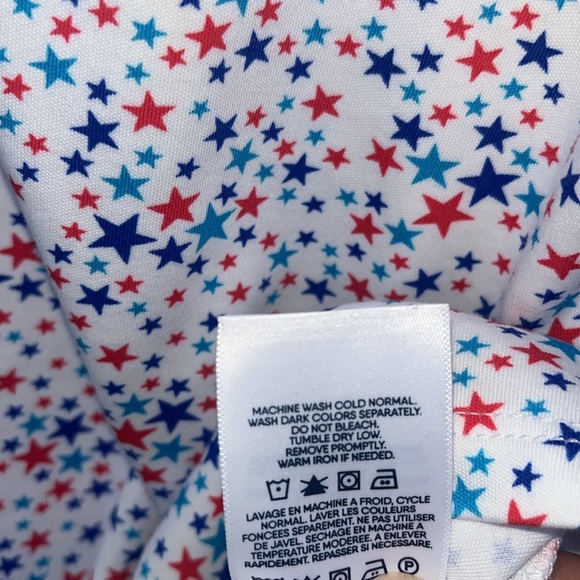 MACHINE WASH COLD NORMAL.
WASH DARK COLORS SEPARATELY.
DO NOT BLEACH.
TUMBLE DRY LOW.
REMOVE PROMPTLY.
WARM IRON IF NEEDED.
LAVAGE EN MACHINE A FROID, CYCLE
NORMAL. LAVER LES COULEURS
FONCEES SEPAREMENT. NE PAS UTILISER
DE JAVEL. SECHAGE EN MACHINE A
TEMPERATURE MODEREE. A ENLEVER
RAPIDEMENT. REPASSER SI NECESSAIRE.
P